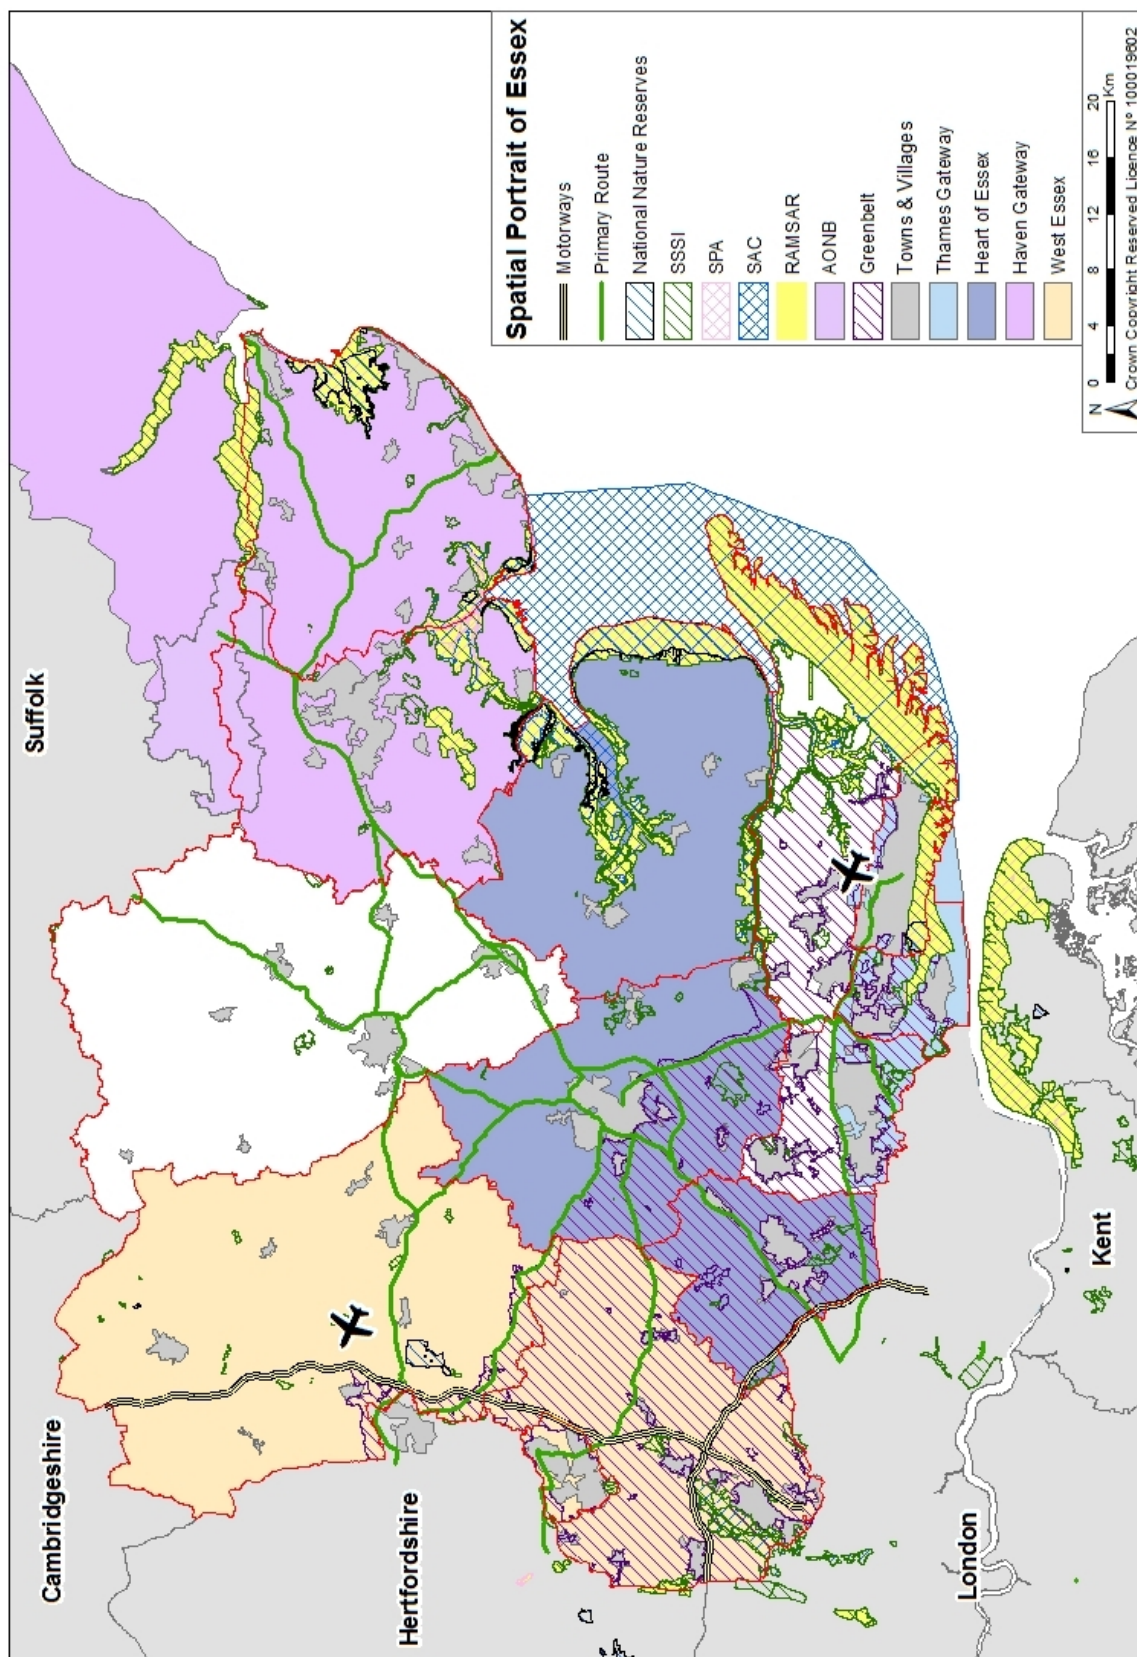 Suffolk
Cambridgeshire
Hertfordshire
London
Kent
Spatial Portrait of Essex
Motorways
Primary Route
National Nature Reserves
SSSI
SPA
SAC
RAMSAR
AONB
Greenbelt
Towns & Villages
Thames Gateway
Heart of Essex
Haven Gateway
West Essex
N
0 4 8 12 16 20
Km
Crown Copyright Reserved Licence Nº 100019602